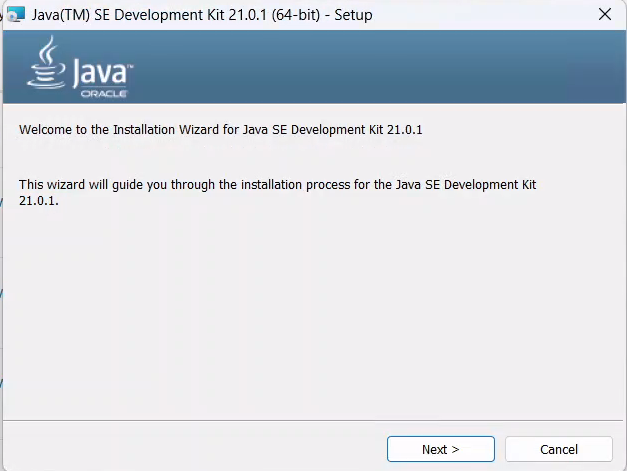 Java(TM) SE Development Kit 21.0.1 (64-bit) - Setup
Java™
ORACLE
Welcome to the Installation Wizard for Java SE Development Kit 21.0.1
This wizard will guide you through the installation process for the Java SE Development Kit
21.0.1.
Next >
Cancel